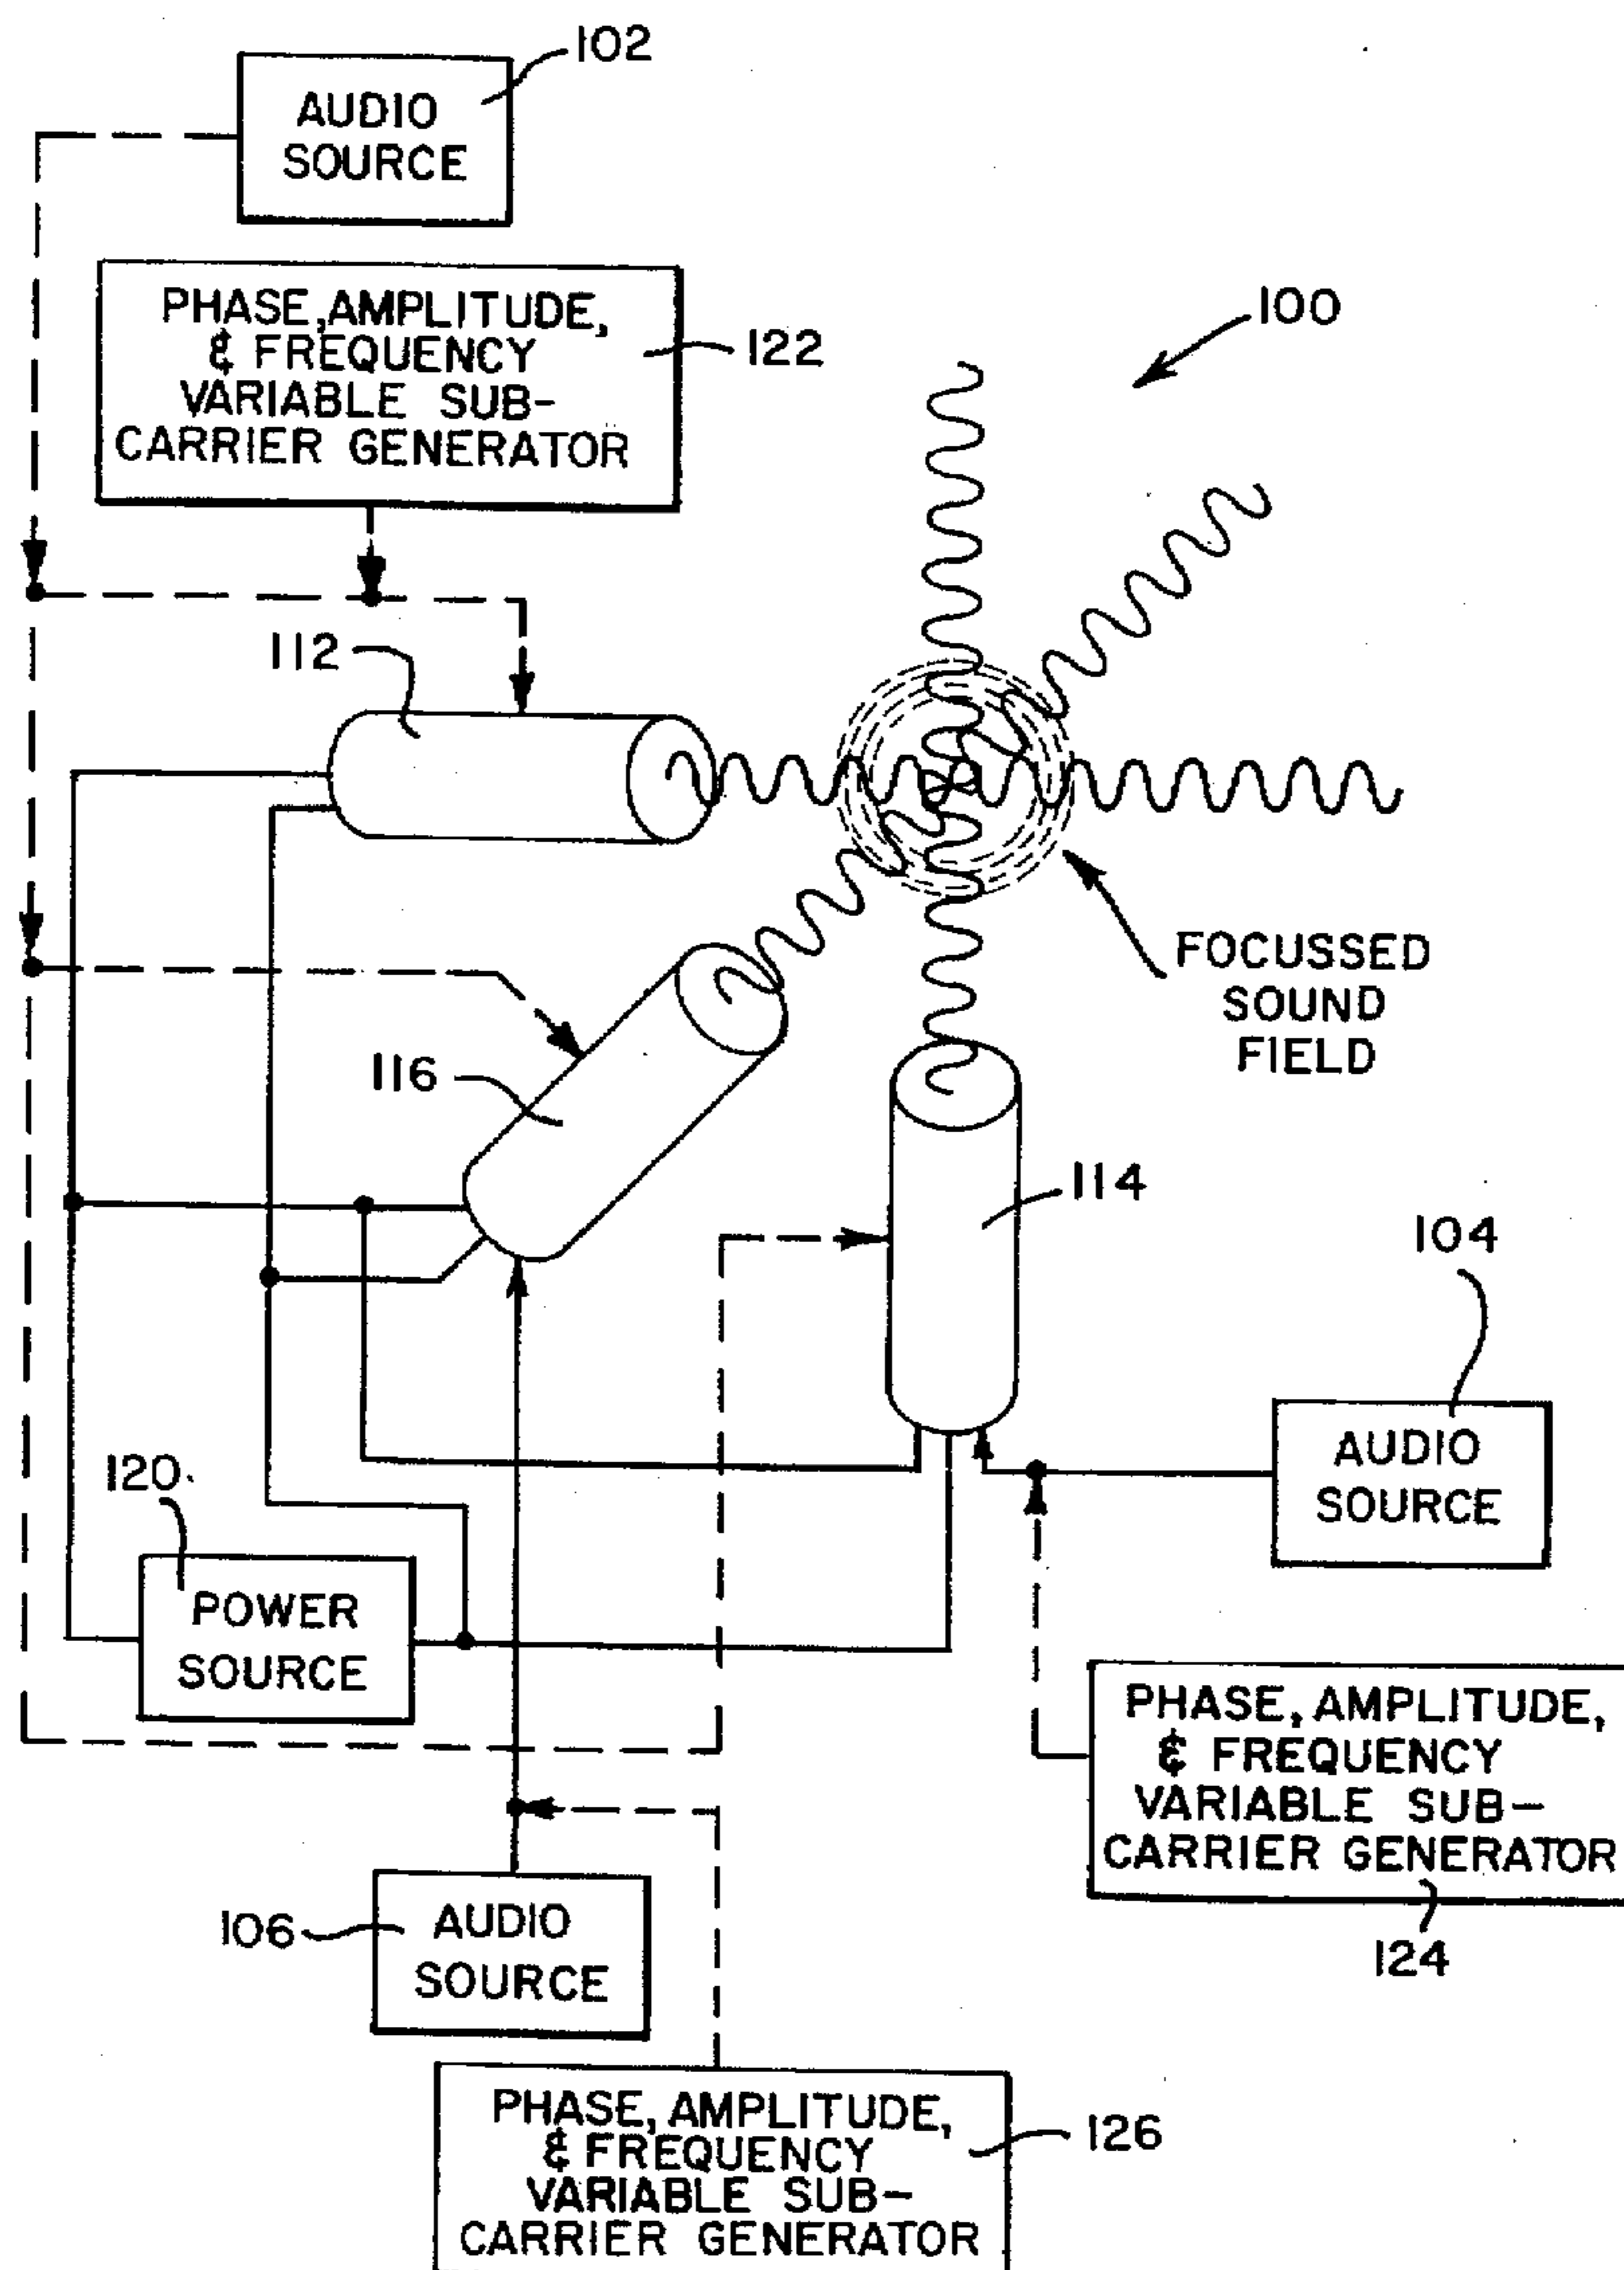 102
AUDIO
SOURCE
PHASE, AMPLITUDE,
& FREQUENCY
VARIABLE SUB-
CARRIER GENERATOR
122
100
112
FOCUSSED
SOUND
FIELD
116
114
104
AUDIO
SOURCE
120
POWER
SOURCE
PHASE, AMPLITUDE,
& FREQUENCY
VARIABLE SUB-
CARRIER GENERATOR
124
106
AUDIO
SOURCE
PHASE, AMPLITUDE,
& FREQUENCY
VARIABLE SUB-
CARRIER GENERATOR
126